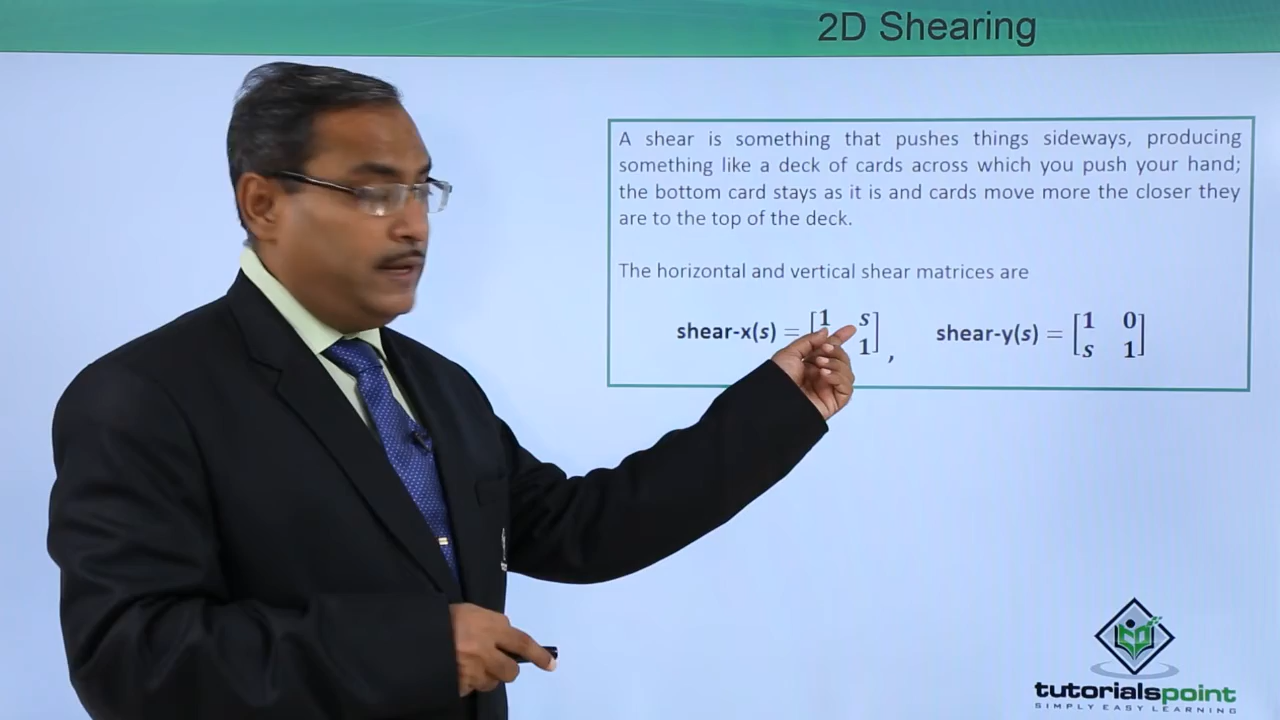 2D Shearing
A shear is something that pushes things sideways, producing
something like a deck of cards across which you push your hand;
the bottom card stays as it is and cards move more the closer they
are to the top of the deck.
The horizontal and vertical shear matrices are
shear-x(s) = [1 s
1] , shear-y(s) = [1 0
s 1]
tutorialspoint
SIMPLY EASY LEARNING